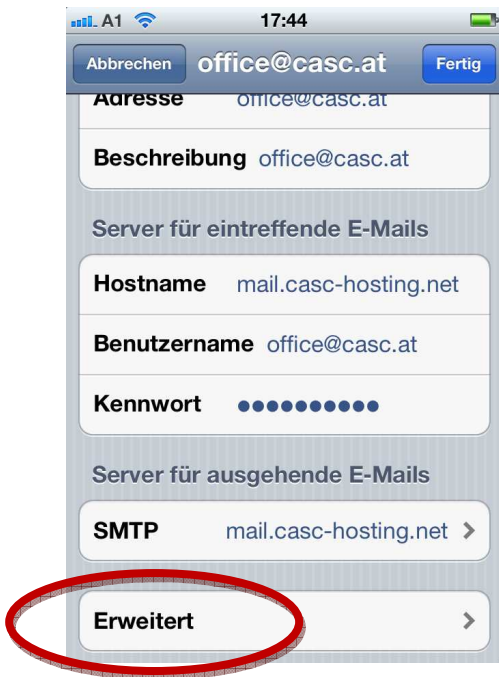 A1 17:44
Abbrechen office@casc.at Fertig
Adresse office@casc.at
Beschreibung office@casc.at
Server für eintreffende E-Mails
Hostname mail.casc-hosting.net
Benutzername office@casc.at
Kennwort ●●●●●●●●●●
Server für ausgehende E-Mails
SMTP mail.casc-hosting.net
Erweitert